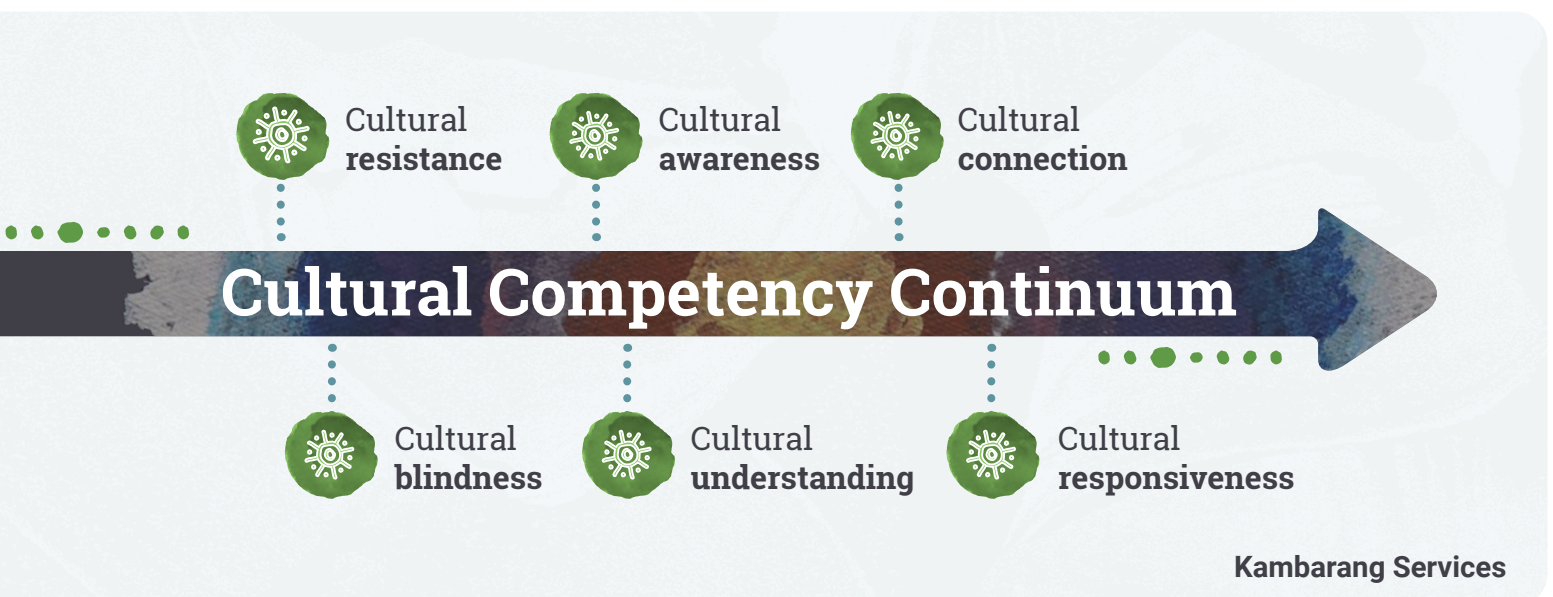 Cultural
resistance
Cultural
awareness
Cultural
connection
Cultural Competency Continuum
Cultural
blindness
Cultural
understanding
Cultural
responsiveness
Kambarang Services